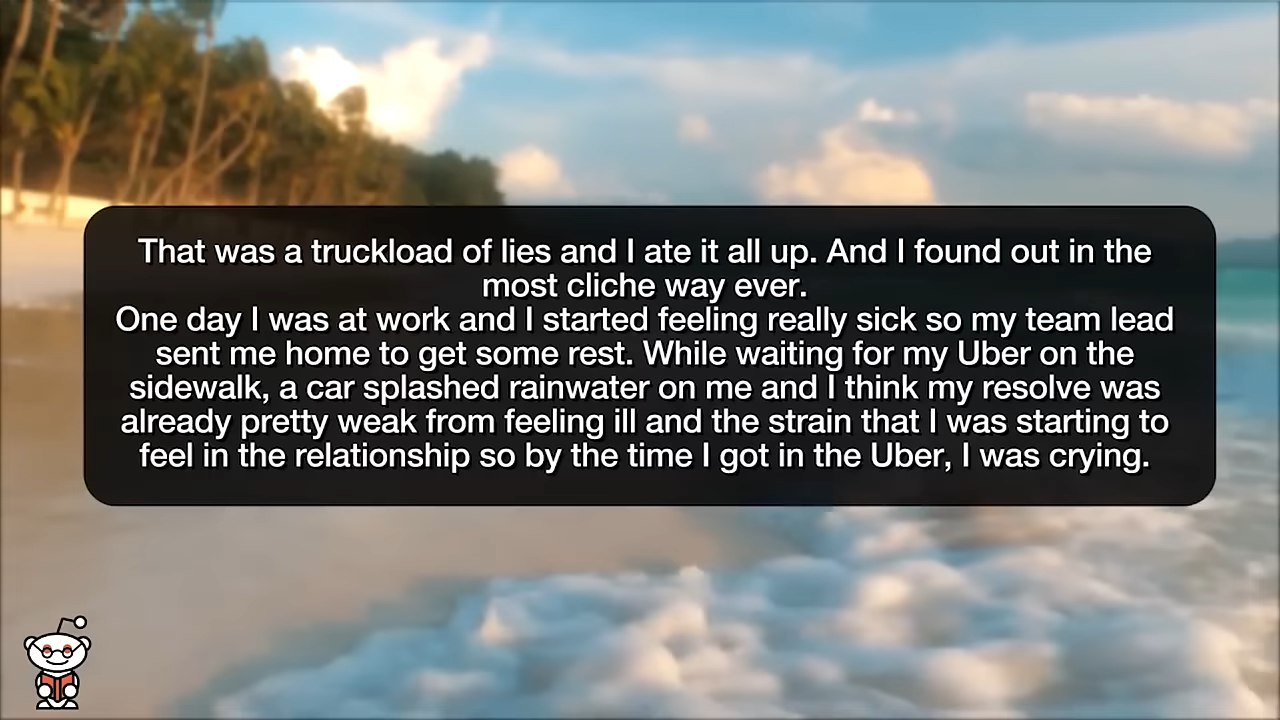 That was a truckload of lies and I ate it all up. And I found out in the
most cliche way ever.
One day I was at work and I started feeling really sick so my team lead
sent me home to get some rest. While waiting for my Uber on the
sidewalk, a car splashed rainwater on me and I think my resolve was
already pretty weak from feeling ill and the strain that I was starting to
feel in the relationship so by the time I got in the Uber, I was crying.